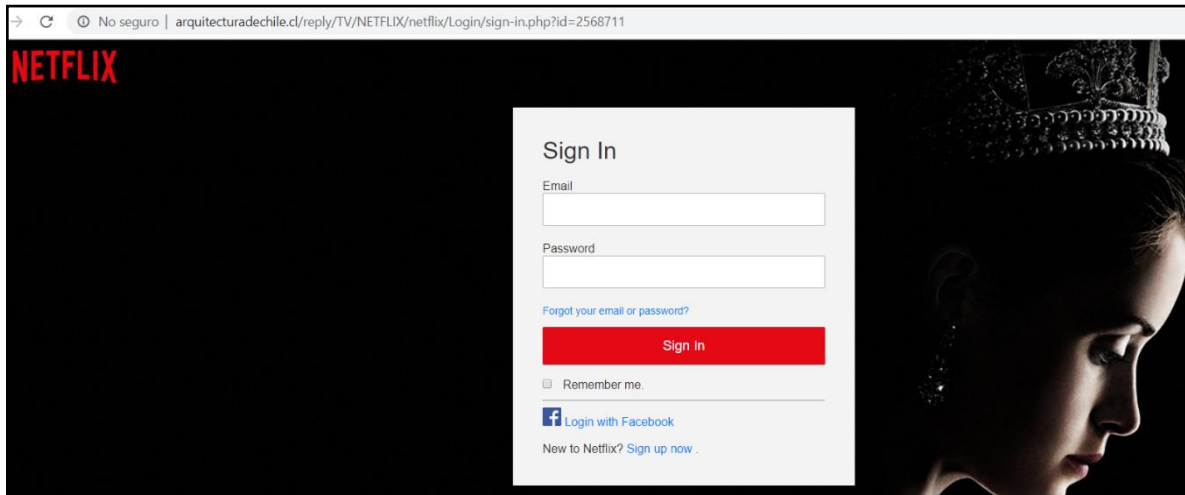 No seguro | arquitecturadechile.cl/reply/TV/NETFLIX/netflix/Login/sign-in.php?id=2568711
NETFLIX
Sign In
Email
Password
Forgot your email or password?
Sign In
Remember me.
Login with Facebook
New to Netflix? Sign up now .